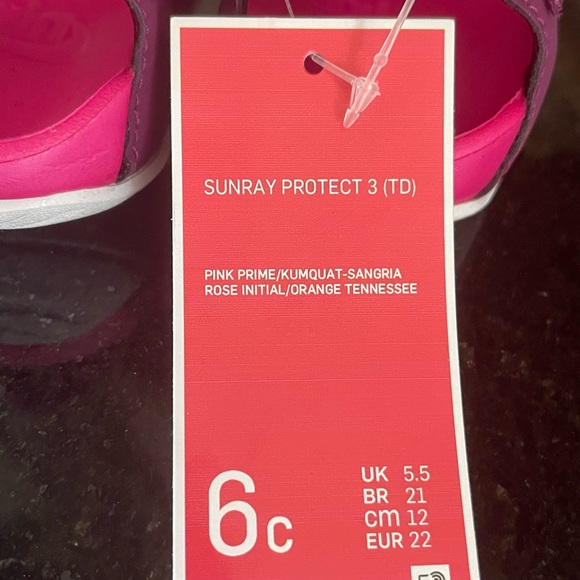 SUNRAY PROTECT 3 (TD)
PINK PRIME/KUMQUAT-SANGRIA
ROSE INITIAL/ORANGE TENNESSEE
6c
UK 5.5
BR 21
cm 12
EUR 22